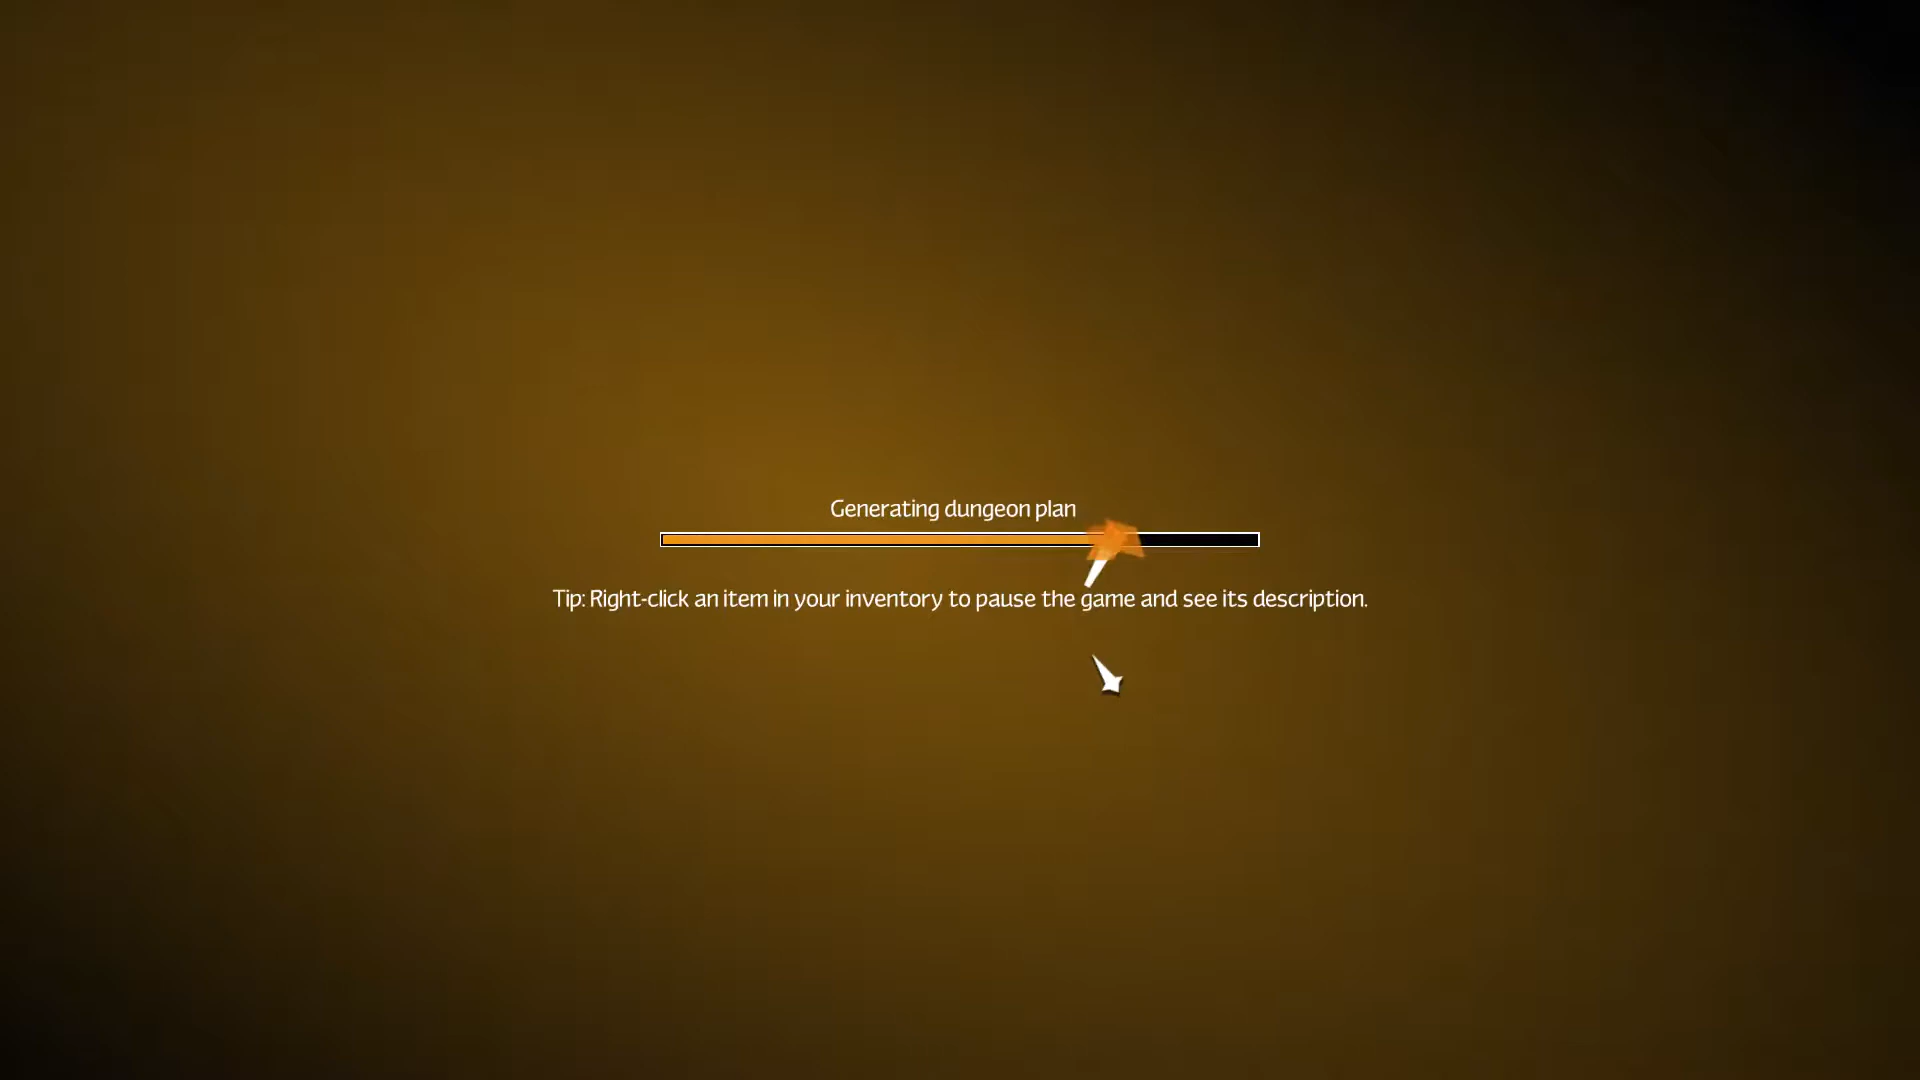 Generating dungeon plan
Tip: Right-click an item in your inventory to pause the game and see its description.